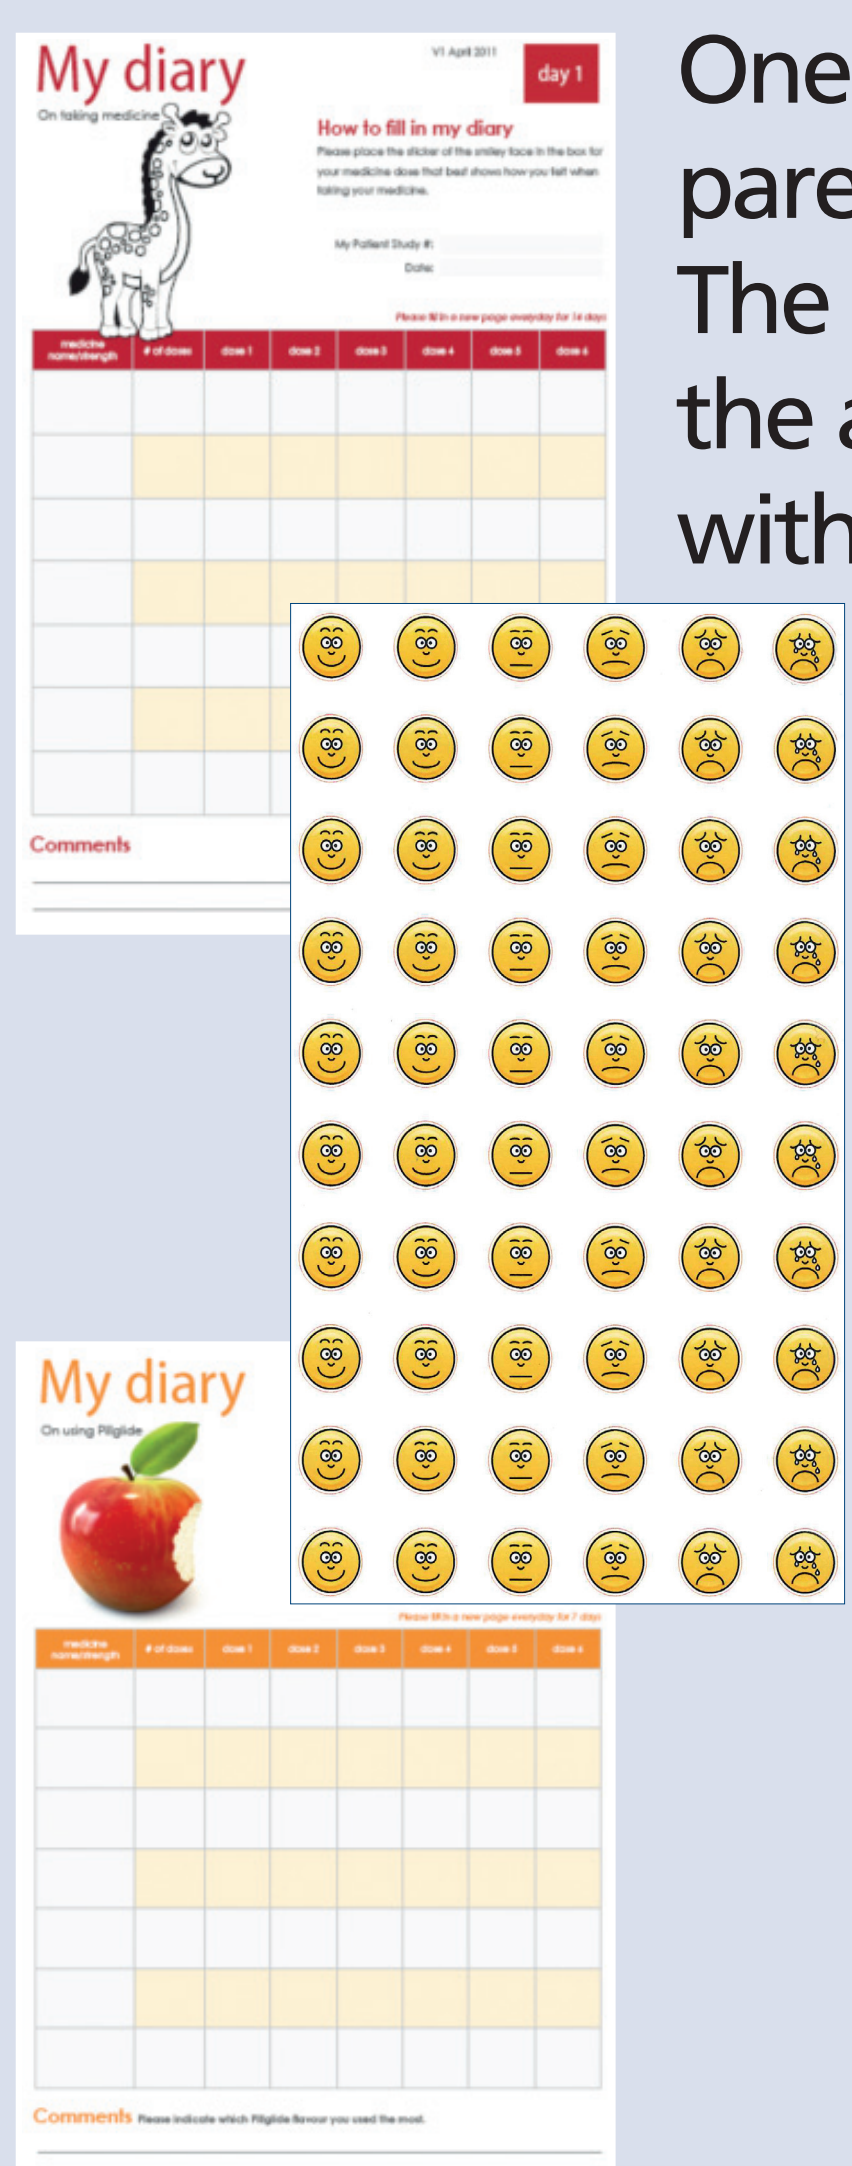 My diary
On taking medicine
V1 April 2011
day 1
How to fill in my diary
Please place the sticker of the smiley face in the box for
your medicine dose that best shows how you felt when
taking your medicine.
My Patient Study #:
Date:
Please fill in a new page everyday for 14 days
medicine
name/strength
# of doses
dose 1
dose 2
dose 3
dose 4
dose 5
dose 6
Comments
One
pare
The
the a
with
My diary
On using Pillglide
Please fill in a new page everyday for 7 days
medicine
name/strength
# of doses
dose 1
dose 2
dose 3
dose 4
dose 5
dose 6
Comments Please indicate which Pillglide flavour you used the most.